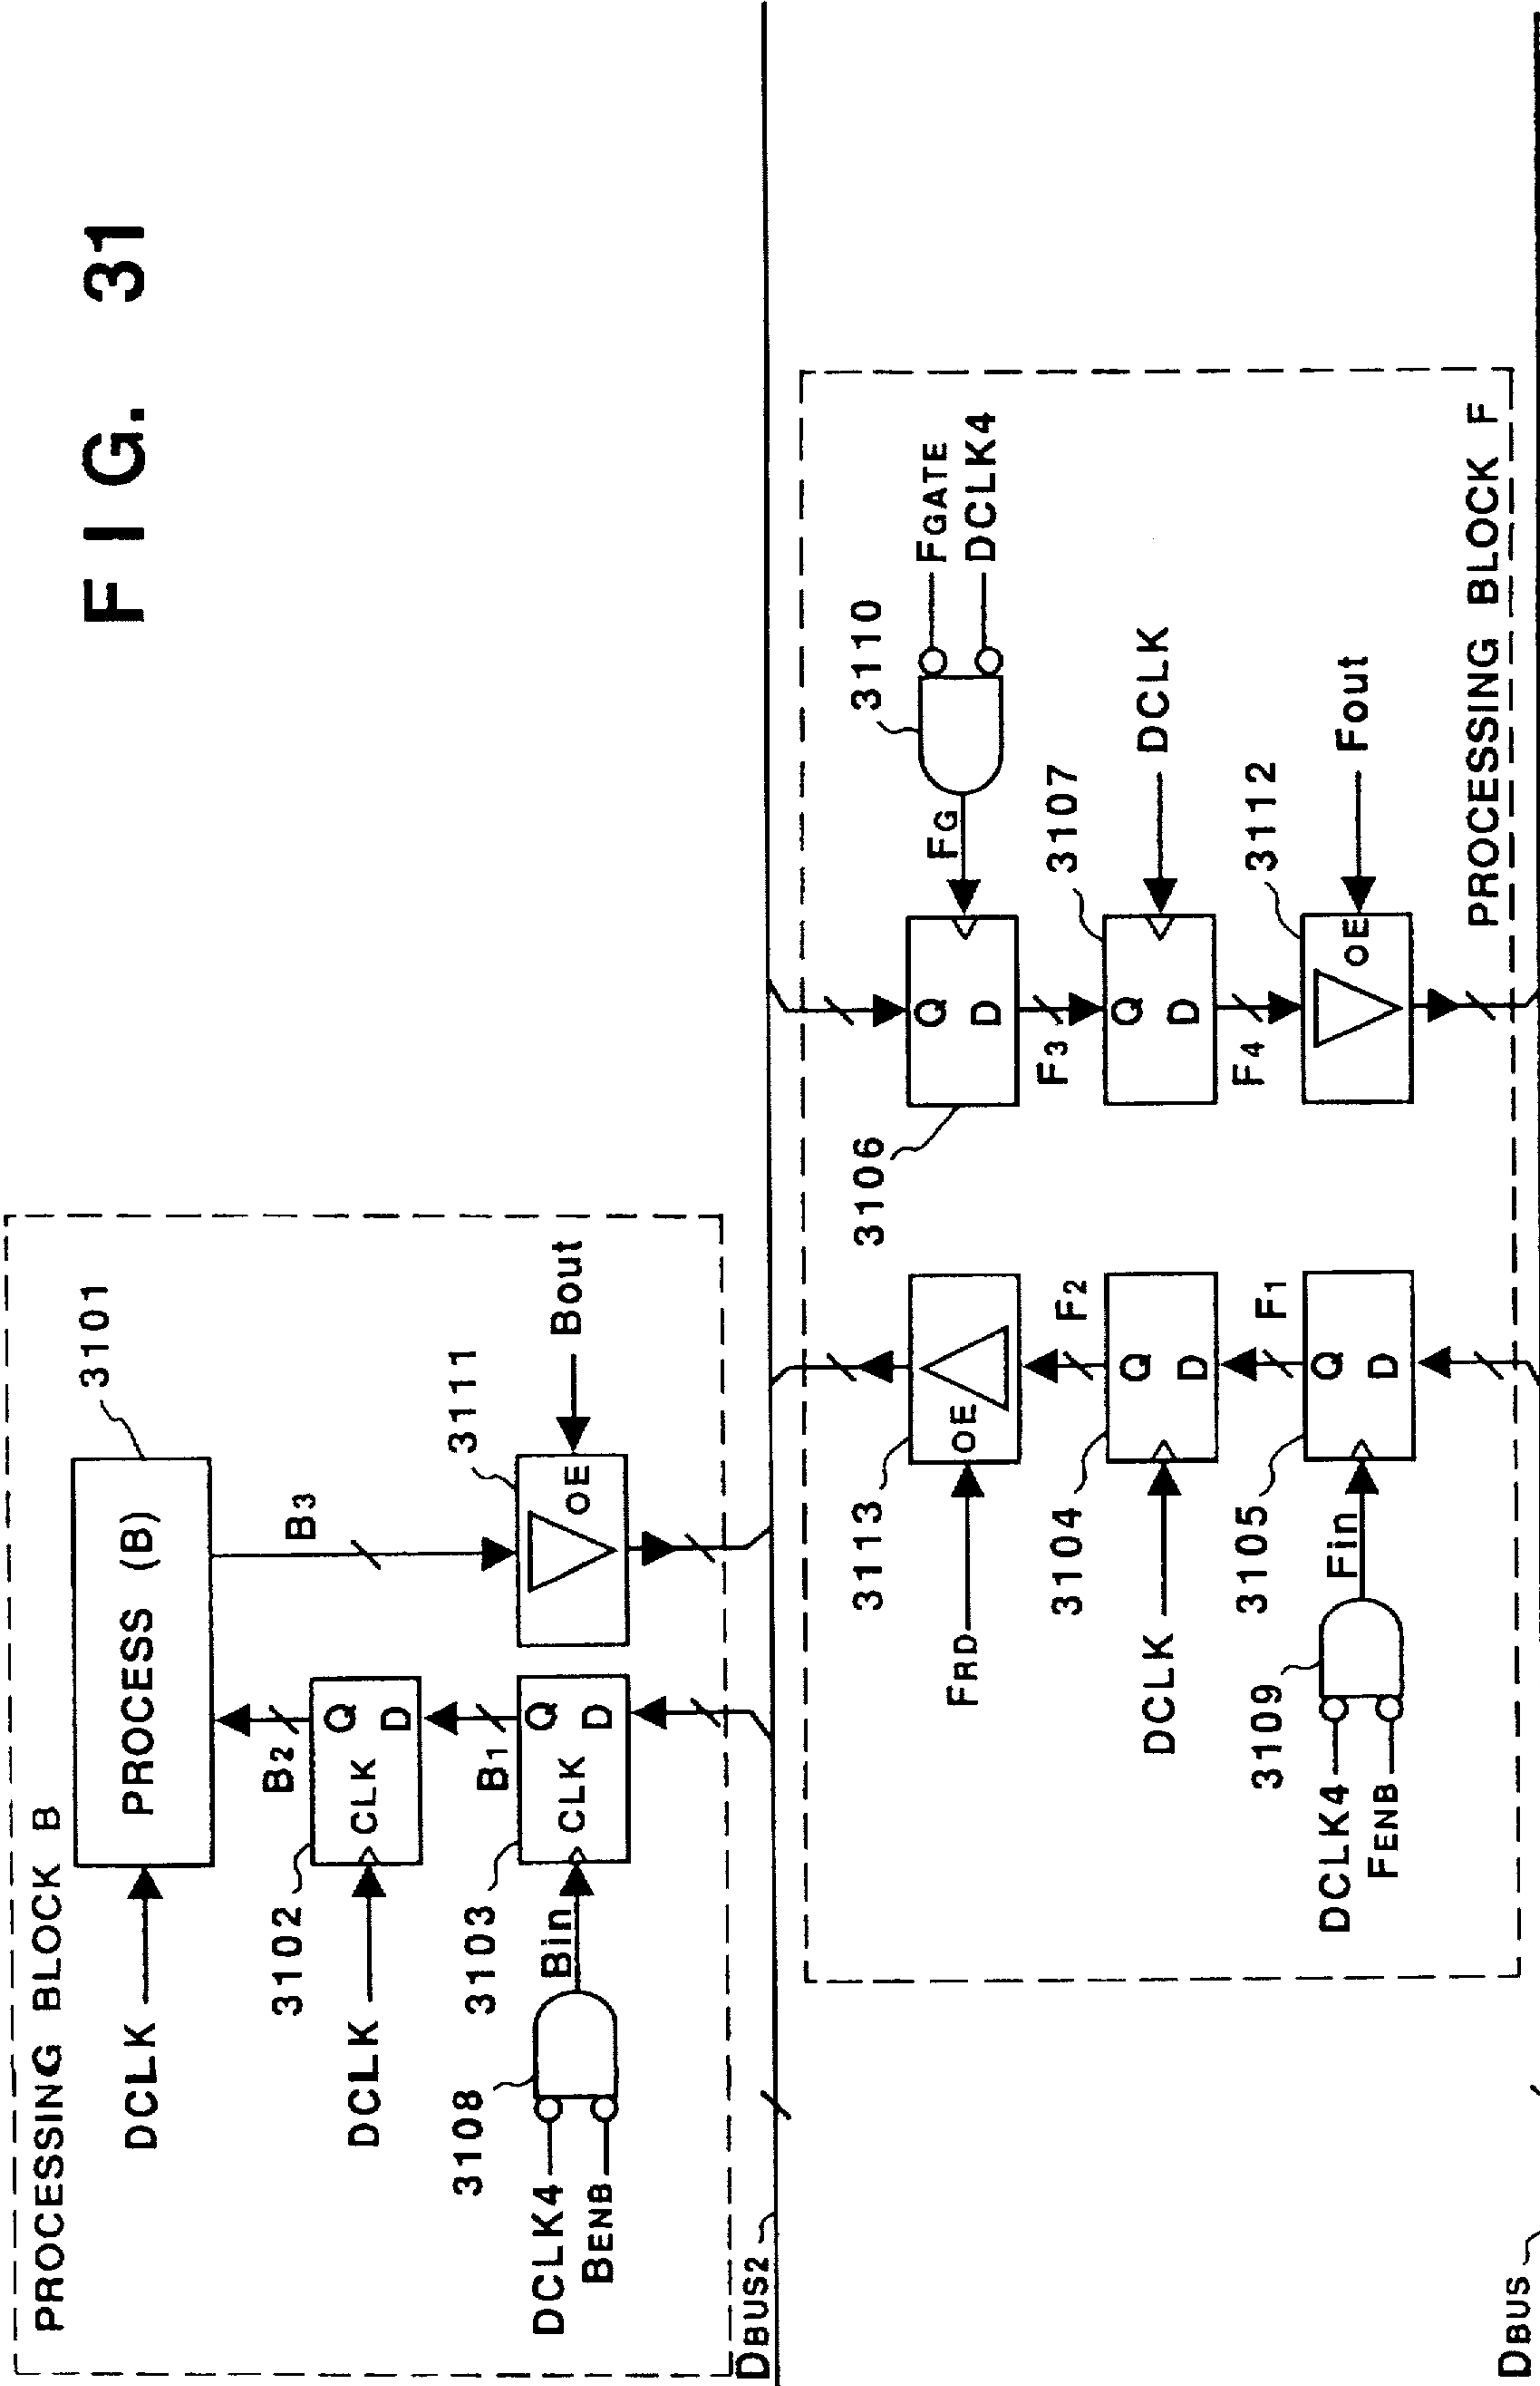 FIG. 31
PROCESSING BLOCK B
DCLK
PROCESS (B)
3101
B2
B3
3102
DCLK
CLK
Q
D
B1
3103
3108
DCLK4
BENB
Bin
CLK
Q
D
3111
OE
Bout
DBUS2
3113
FRD
OE
F2
3104
DCLK
Q
D
F1
3105
3109
DCLK4
FENB
Fin
Q
D
3106
Q
D
FG
3110
FGATE
DCLK4
F3
3107
Q
D
DCLK
F4
3112
OE
Fout
PROCESSING BLOCK F
DBUS